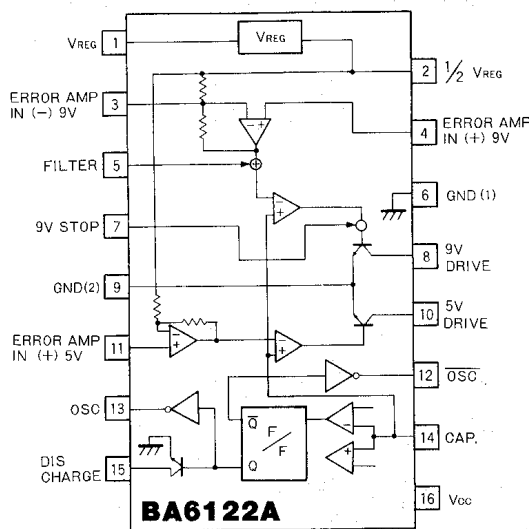 VREG 1
VREG
2 1/2 VREG
ERROR AMP
IN (-) 9V 3
4 ERROR AMP
IN (+) 9V
FILTER 5
6 GND (1)
9V STOP 7
8 9V
DRIVE
GND(2) 9
10 5V
DRIVE
ERROR AMP
IN (+) 5V 11
12 OSC
OSC 13
Q F/F
Q
14 CAP.
DIS
CHARGE 15
16 Vcc
BA6122A
- +
- +
- +
- +
-
+